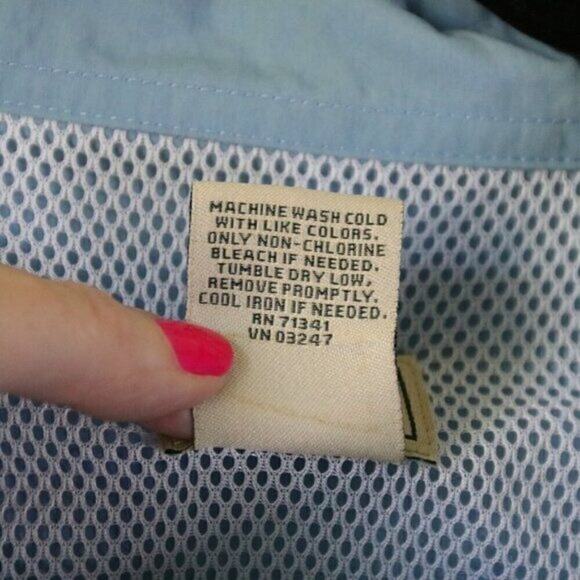 MACHINE WASH COLD
WITH LIKE COLORS.
ONLY NON-CHLORINE
BLEACH IF NEEDED.
TUMBLE DRY LOW,
REMOVE PROMPTLY.
COOL IRON IF NEEDED.
RN 71341
VN 03247